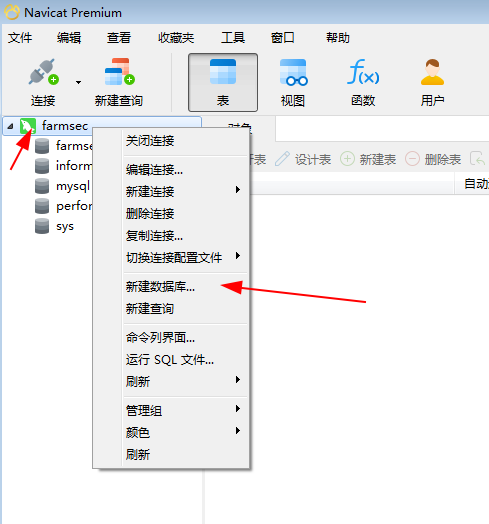 Navicat Premium
文件 编辑 查看 收藏夹 工具 窗口 帮助
连接 新建查询 表 视图 函数 用户
farmsec
对象
设计表 新建表 删除表
自动
farmse
inform
mysql
perfor
sys
关闭连接
编辑连接...
新建连接
删除连接
复制连接...
切换连接配置文件
新建数据库...
新建查询
命令列界面...
运行 SQL 文件...
刷新
管理组
颜色
刷新